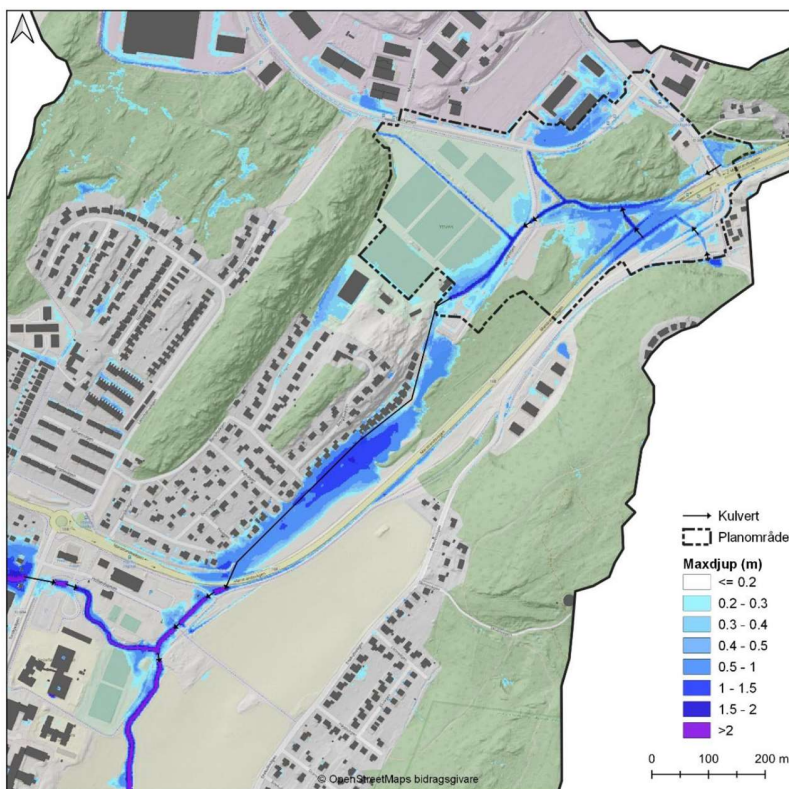 Kulvert
Planområde
Maxdjup (m)
<= 0.2
0.2 - 0.3
0.3 - 0.4
0.4 - 0.5
0.5 - 1
1 - 1.5
1.5 - 2
>2
0 100 200 m
© OpenStreetMaps bidragsgivare